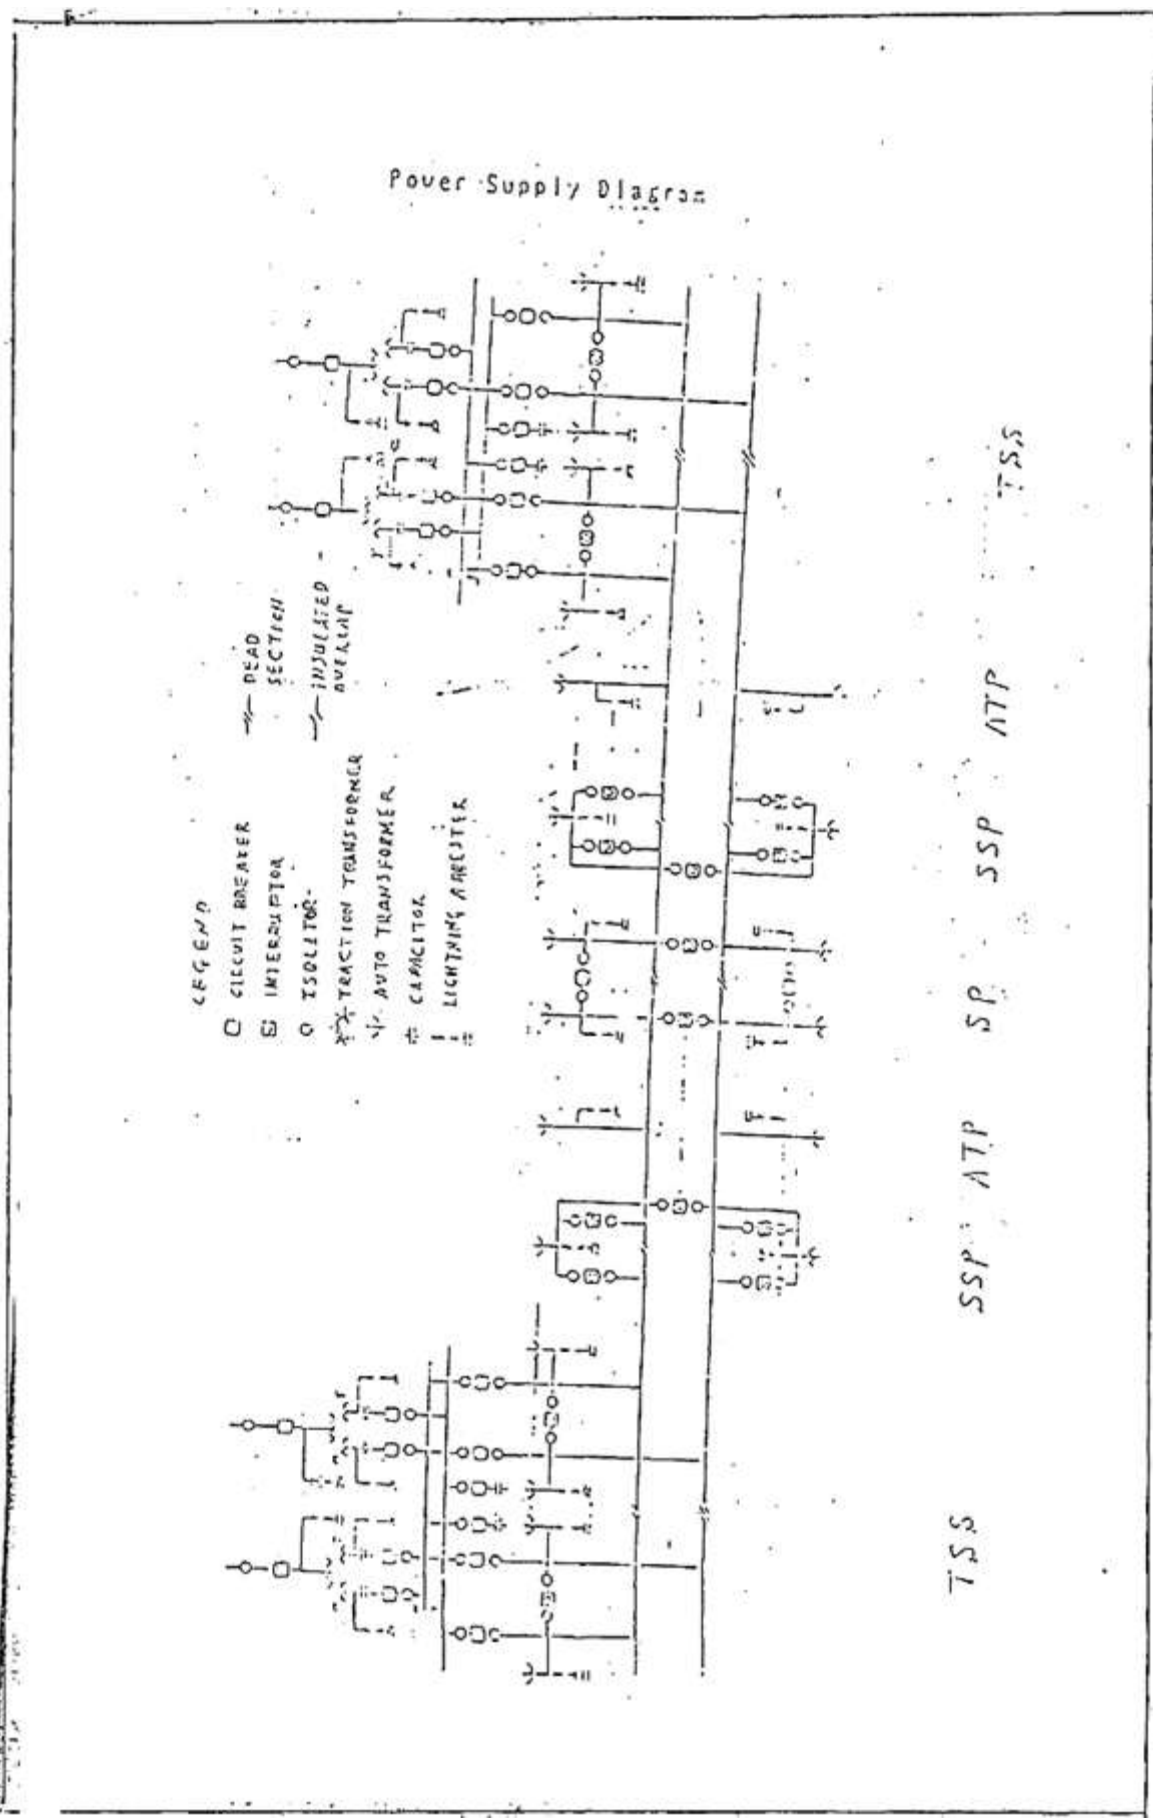 Power Supply Diagram
LEGEND
CIRCUIT BREAKER
INTERRUPTOR
ISOLATOR
TRACTION TRANSFORMER
AUTO TRANSFORMER
CAPACITOR
LIGHTNING ARRESTER
DEAD
SECTION
INSULATED
OVERLAP
TSS SSP ATP SP SSP ATP TSS